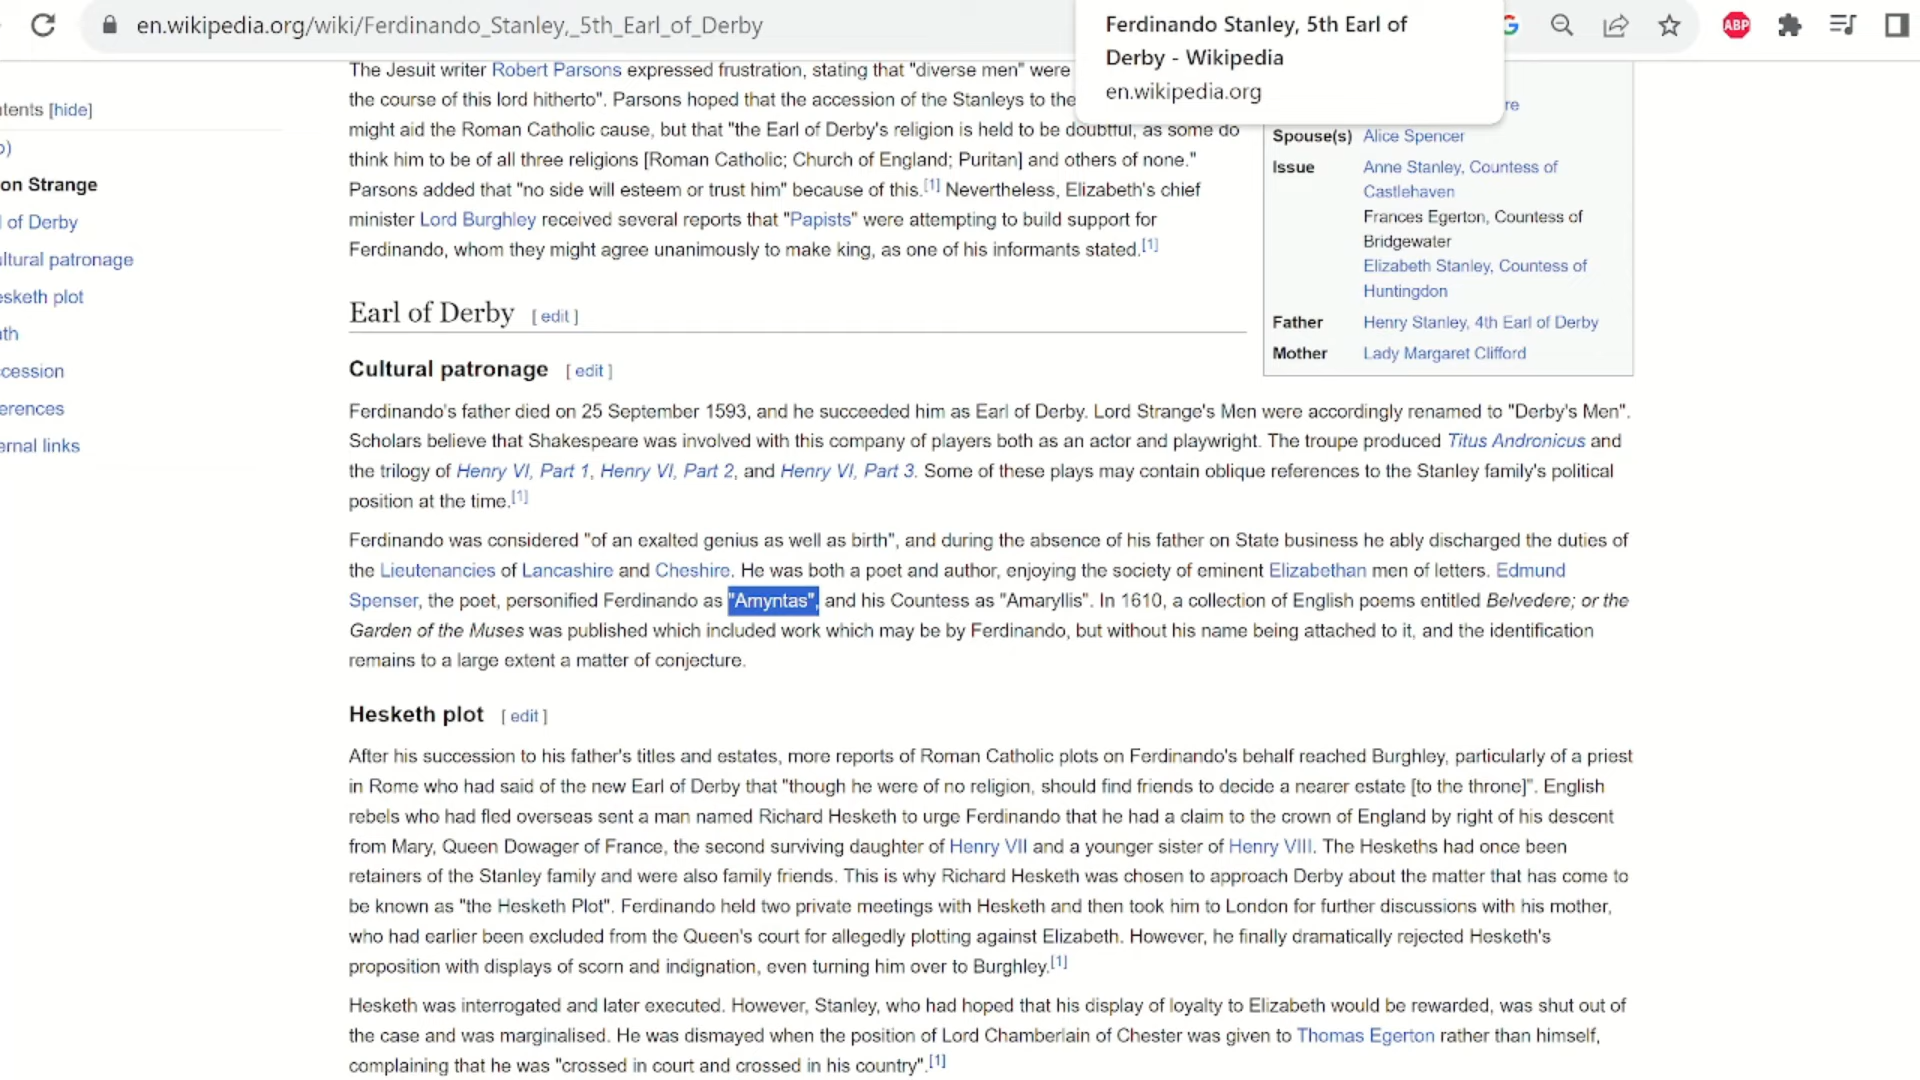 en.wikipedia.org/wiki/Ferdinando_Stanley,_5th_Earl_of_Derby
Ferdinando Stanley, 5th Earl of
Derby - Wikipedia
en.wikipedia.org
ABP
tents [hide]
o)
on Strange
l of Derby
ltural patronage
esketh plot
ath
ccession
erences
ernal links
The Jesuit writer Robert Parsons expressed frustration, stating that "diverse men" were
the course of this lord hitherto". Parsons hoped that the accession of the Stanleys to the
might aid the Roman Catholic cause, but that "the Earl of Derby's religion is held to be doubtful, as some do
think him to be of all three religions [Roman Catholic; Church of England; Puritan] and others of none."
Parsons added that "no side will esteem or trust him" because of this.[1] Nevertheless, Elizabeth's chief
minister Lord Burghley received several reports that "Papists" were attempting to build support for
Ferdinando, whom they might agree unanimously to make king, as one of his informants stated.[1]
re
Spouse(s) Alice Spencer
Issue Anne Stanley, Countess of
Castlehaven
Frances Egerton, Countess of
Bridgewater
Elizabeth Stanley, Countess of
Huntingdon
Father Henry Stanley, 4th Earl of Derby
Mother Lady Margaret Clifford
Earl of Derby [ edit ]
Cultural patronage [ edit ]
Ferdinando's father died on 25 September 1593, and he succeeded him as Earl of Derby. Lord Strange's Men were accordingly renamed to "Derby's Men".
Scholars believe that Shakespeare was involved with this company of players both as an actor and playwright. The troupe produced Titus Andronicus and
the trilogy of Henry VI, Part 1, Henry VI, Part 2, and Henry VI, Part 3. Some of these plays may contain oblique references to the Stanley family's political
position at the time.[1]
Ferdinando was considered "of an exalted genius as well as birth", and during the absence of his father on State business he ably discharged the duties of
the Lieutenancies of Lancashire and Cheshire. He was both a poet and author, enjoying the society of eminent Elizabethan men of letters. Edmund
Spenser, the poet, personified Ferdinando as "Amyntas", and his Countess as "Amaryllis". In 1610, a collection of English poems entitled Belvedere; or the
Garden of the Muses was published which included work which may be by Ferdinando, but without his name being attached to it, and the identification
remains to a large extent a matter of conjecture.
Hesketh plot [ edit ]
After his succession to his father's titles and estates, more reports of Roman Catholic plots on Ferdinando's behalf reached Burghley, particularly of a priest
in Rome who had said of the new Earl of Derby that "though he were of no religion, should find friends to decide a nearer estate [to the throne]". English
rebels who had fled overseas sent a man named Richard Hesketh to urge Ferdinando that he had a claim to the crown of England by right of his descent
from Mary, Queen Dowager of France, the second surviving daughter of Henry VII and a younger sister of Henry VIII. The Heskeths had once been
retainers of the Stanley family and were also family friends. This is why Richard Hesketh was chosen to approach Derby about the matter that has come to
be known as "the Hesketh Plot". Ferdinando held two private meetings with Hesketh and then took him to London for further discussions with his mother,
who had earlier been excluded from the Queen's court for allegedly plotting against Elizabeth. However, he finally dramatically rejected Hesketh's
proposition with displays of scorn and indignation, even turning him over to Burghley.[1]
Hesketh was interrogated and later executed. However, Stanley, who had hoped that his display of loyalty to Elizabeth would be rewarded, was shut out of
the case and was marginalised. He was dismayed when the position of Lord Chamberlain of Chester was given to Thomas Egerton rather than himself,
complaining that he was "crossed in court and crossed in his country".[1]